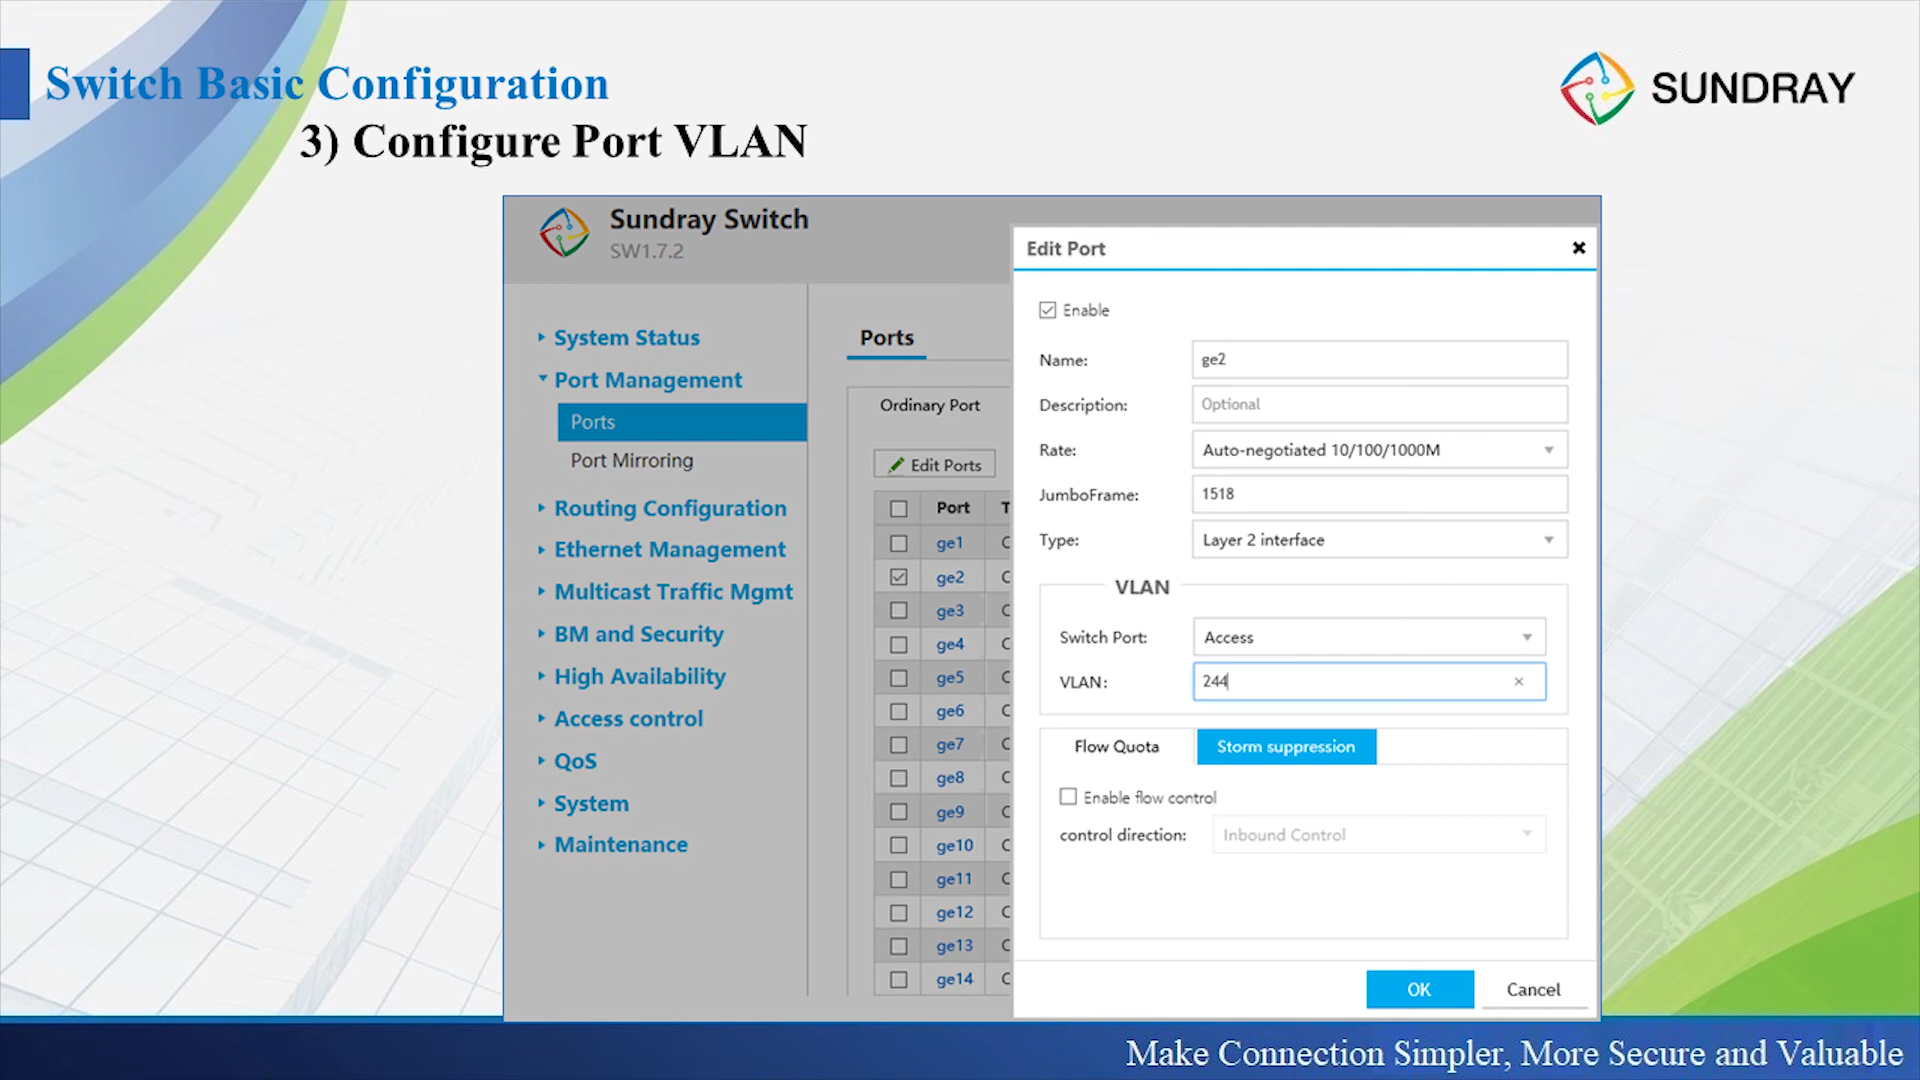 Switch Basic Configuration
3) Configure Port VLAN
SUNDRAY
Sundray Switch
SW1.7.2
System Status
Port Management
Ports
Port Mirroring
Routing Configuration
Ethernet Management
Multicast Traffic Mgmt
BM and Security
High Availability
Access control
QoS
System
Maintenance
Ports
Ordinary Port
Edit Ports
Port
ge1
ge2
ge3
ge4
ge5
ge6
ge7
ge8
ge9
ge10
ge11
ge12
ge13
ge14
Edit Port
Enable
Name: ge2
Description: Optional
Rate: Auto-negotiated 10/100/1000M
JumboFrame: 1518
Type: Layer 2 interface
VLAN
Switch Port: Access
VLAN: 244
Flow Quota Storm suppression
Enable flow control
control direction: Inbound Control
OK Cancel
Make Connection Simpler, More Secure and Valuable